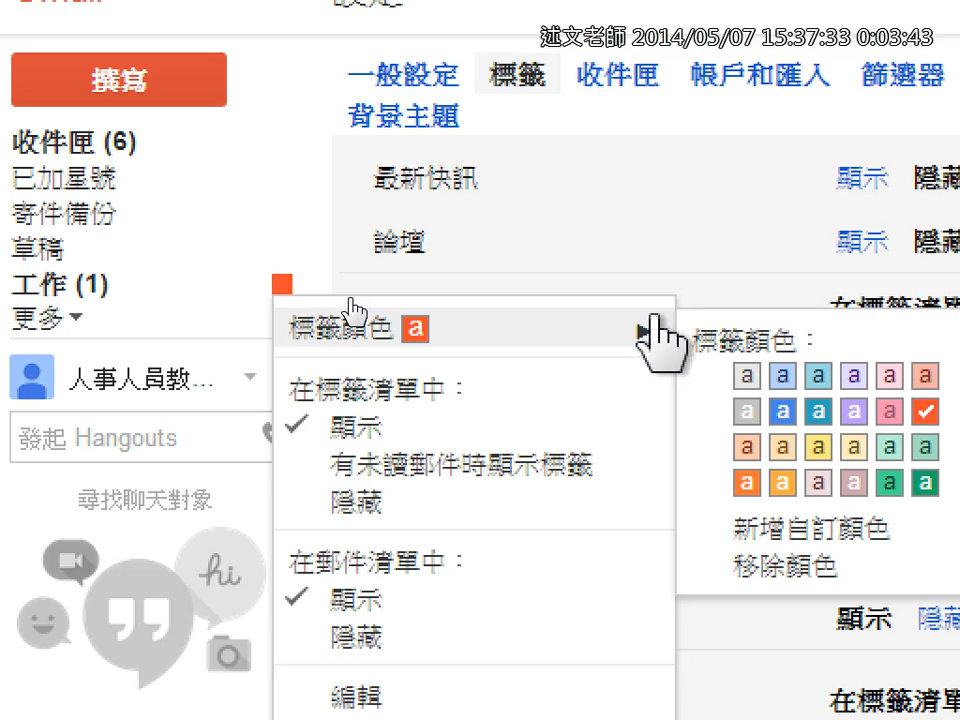 述文老師 2014/05/07 15:37:33 0:03:43
撰寫
一般設定 標籤 收件匣 帳戶和匯入 篩選器
背景主題
收件匣 (6)
已加星號
寄件備份
草稿
工作 (1)
更多
最新快訊 顯示 隱藏
論壇 顯示 隱藏
在標籤清單
標籤顏色 a
標籤顏色：
人事人員教...
在標籤清單中：
顯示
有未讀郵件時顯示標籤
隱藏
發起 Hangouts
尋找聊天對象
hi
a a a a a a
a a a a a
a a a a a a
a a a a a a
新增自訂顏色
移除顏色
在郵件清單中：
顯示
隱藏
編輯
顯示 隱藏
在標籤清單